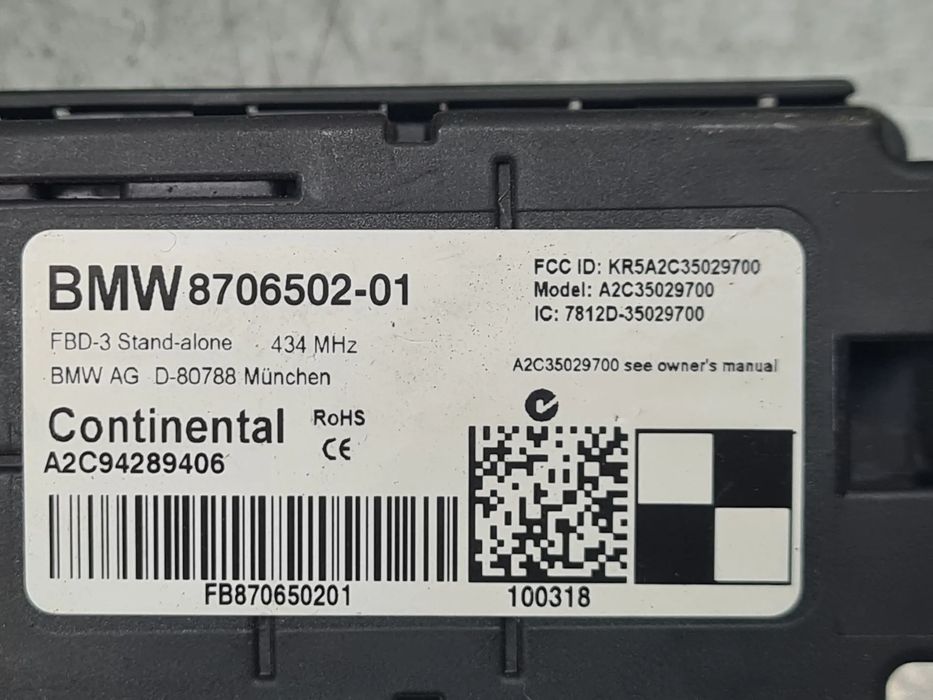 BMW 8706502-01
FBD-3 Stand-alone 434 MHz
BMW AG D-80788 München
Continental RoHS
CE
A2C94289406
FB870650201
FCC ID: KR5A2C35029700
Model: A2C35029700
IC: 7812D-35029700
A2C35029700 see owner's manual
100318